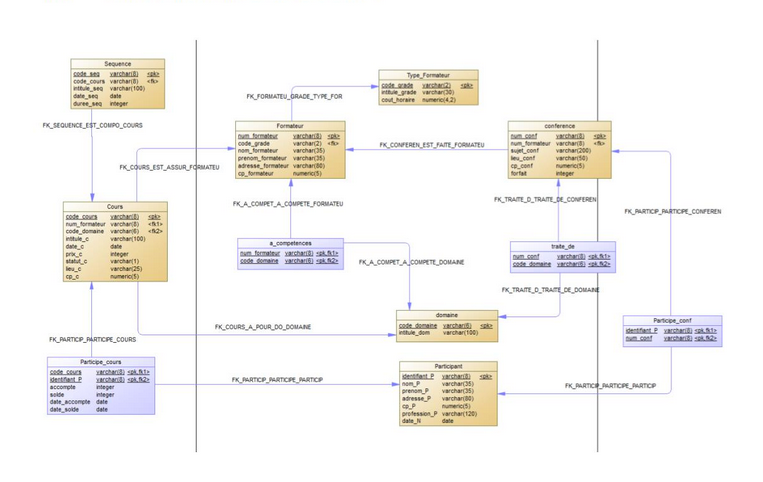 Sequence
code_seq varchar(8) <pk>
code_cours varchar(8) <fk>
intitule_seq varchar(100)
date_seq date
duree_seq integer
Type_Formateur
code_grade varchar(2) <pk>
intitule_grade varchar(30)
cout_horaire numeric(4,2)
FK_FORMATEU_GRADE_TYPE_FOR
FK_SEQUENCE_EST_COMPO_COURS
Formateur
num_formateur varchar(8) <pk>
code_grade varchar(2) <fk>
nom_formateur varchar(35)
prenom_formateur varchar(35)
adresse_formateur varchar(80)
cp_formateur numeric(5)
conférence
num_conf varchar(8) <pk>
num_formateur varchar(8) <fk>
sujet_conf varchar(200)
lieu_conf varchar(50)
cp_conf numeric(5)
forfait integer
FK_CONFEREN_EST_FAITE_FORMATEU
FK_COURS_EST_ASSUR_FORMATEU
FK_A_COMPET_A_COMPETE_FORMATEU
FK_TRAITE_D_TRAITE_DE_CONFEREN
FK_PARTICIP_PARTICIPE_CONFEREN
Cours
code_cours varchar(8) <pk>
num_formateur varchar(8) <fk1>
code_domaine varchar(6) <fk2>
intitule_c varchar(100)
date_c date
prix_c integer
statut_c varchar(1)
lieu_c varchar(25)
cp_c numeric(5)
a_competences
num_formateur varchar(8) <pk,fk1>
code_domaine varchar(6) <pk,fk2>
traite_de
num_conf varchar(8) <pk,fk1>
code_domaine varchar(6) <pk,fk2>
FK_A_COMPET_A_COMPETE_DOMAINE
FK_TRAITE_D_TRAITE_DE_DOMAINE
domaine
code_domaine varchar(6) <pk>
intitule_dom varchar(100)
Participe_conf
identifiant_P varchar(8) <pk,fk1>
num_conf varchar(8) <pk,fk2>
FK_COURS_A_POUR_DO_DOMAINE
FK_PARTICIP_PARTICIPE_COURS
Participe_cours
code_cours varchar(8) <pk,fk1>
identifiant_P varchar(8) <pk,fk2>
accompte integer
solde integer
date_accompte date
date_solde date
Participant
identifiant_P varchar(8) <pk>
nom_P varchar(35)
prenom_P varchar(35)
adresse_P varchar(80)
cp_P numeric(5)
profession_P varchar(120)
date_N date
FK_PARTICIP_PARTICIPE_PARTICIP
FK_PARTICIP_PARTICIPE_PARTICIP